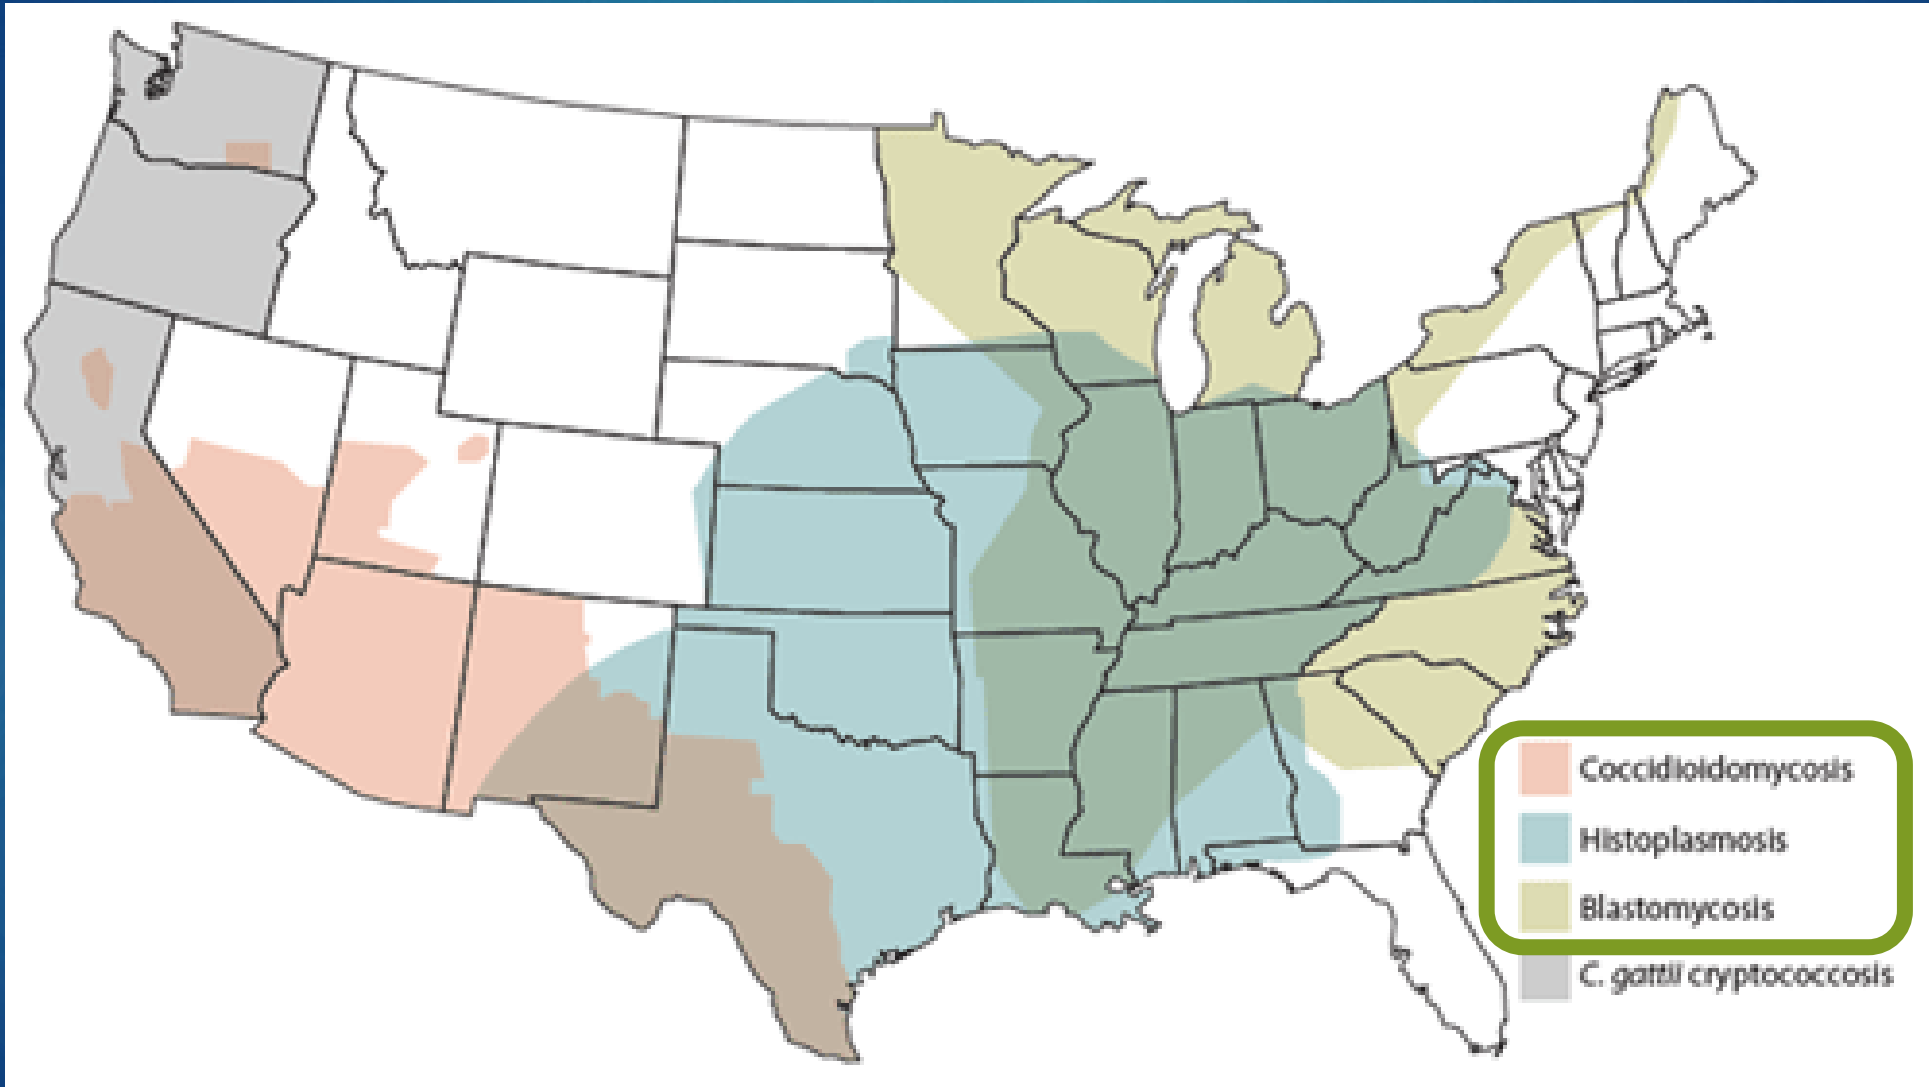 Coccidioidomycosis
Histoplasmosis
Blastomycosis
C. gattii cryptococcosis